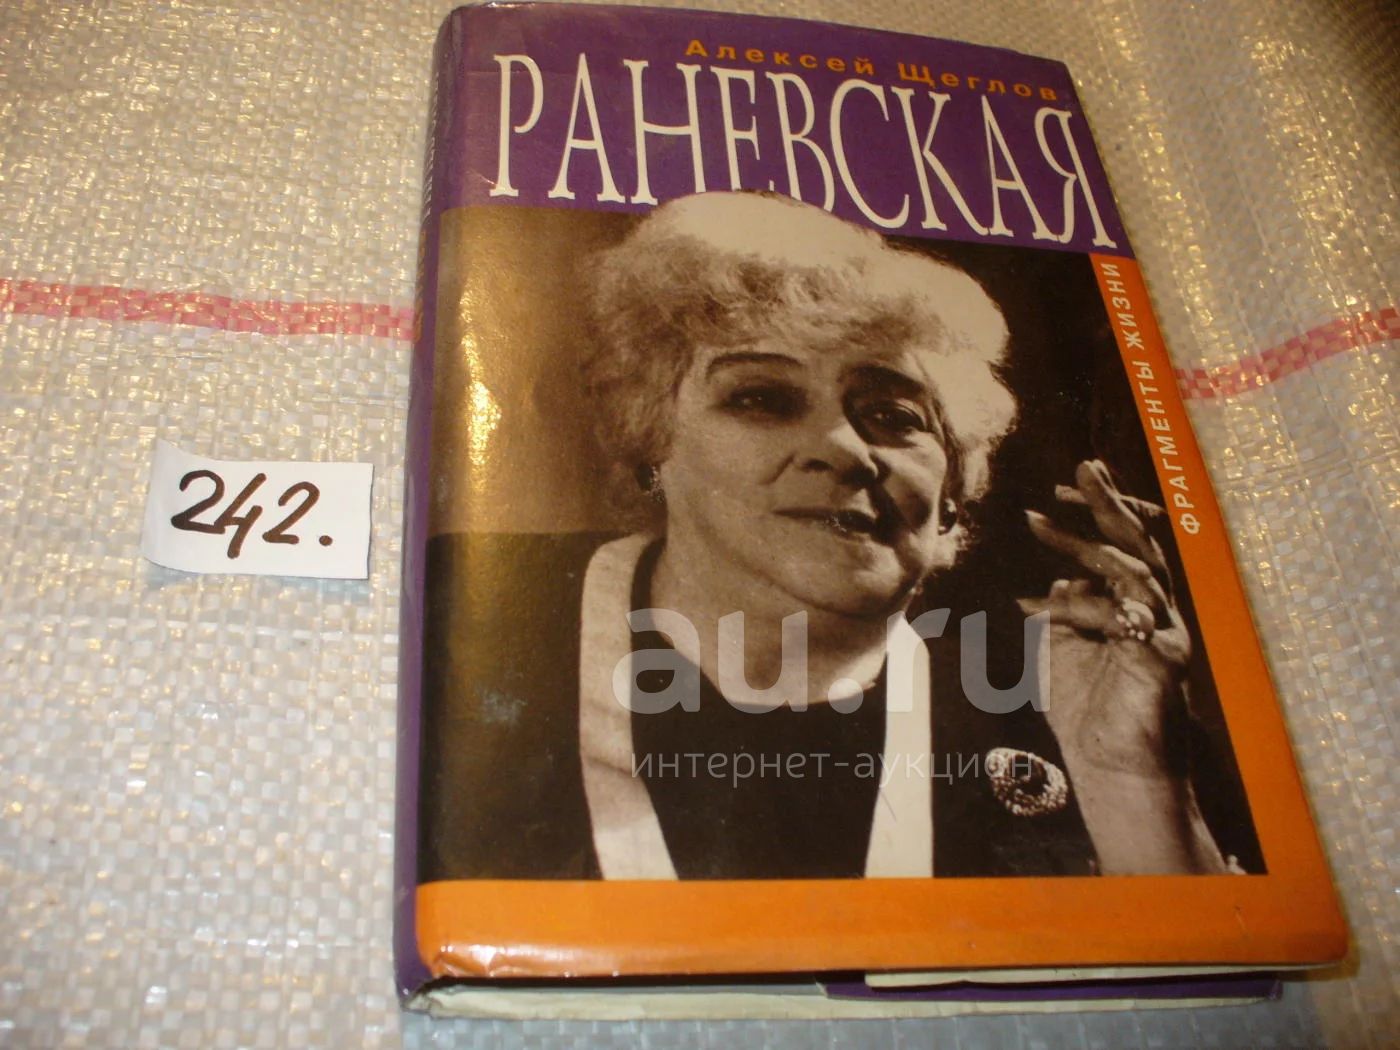 Алексей Щеглов
РАНЕВСКАЯ
ФРАГМЕНТЫ ЖИЗНИ
242.
au.ru
интернет-аукцион